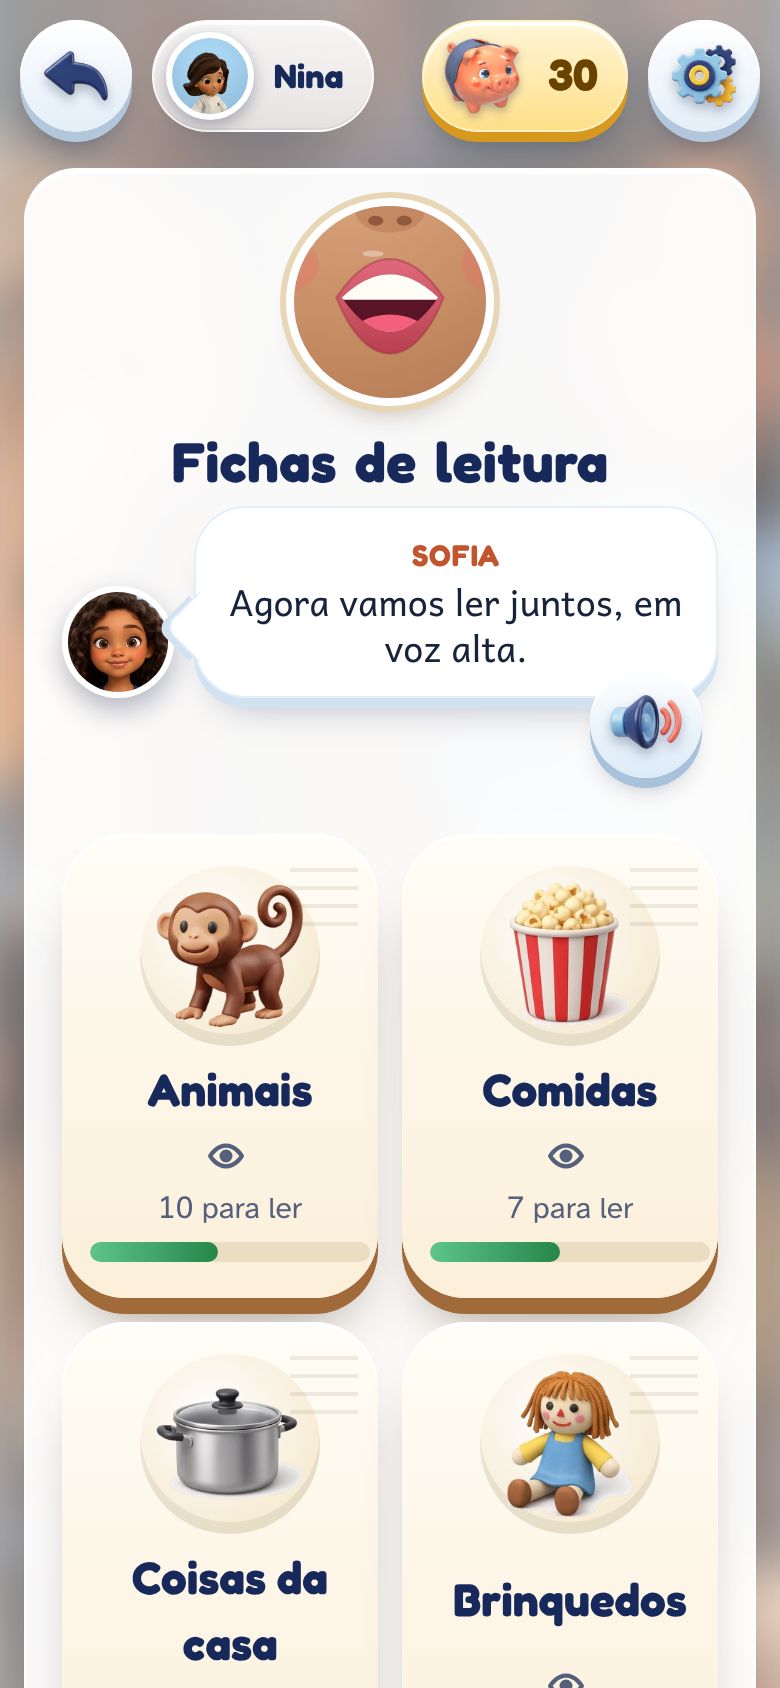 Nina
30
Fichas de leitura
SOFIA
Agora vamos ler juntos, em
voz alta.
Animais
10 para ler
Comidas
7 para ler
Coisas da
casa
Brinquedos